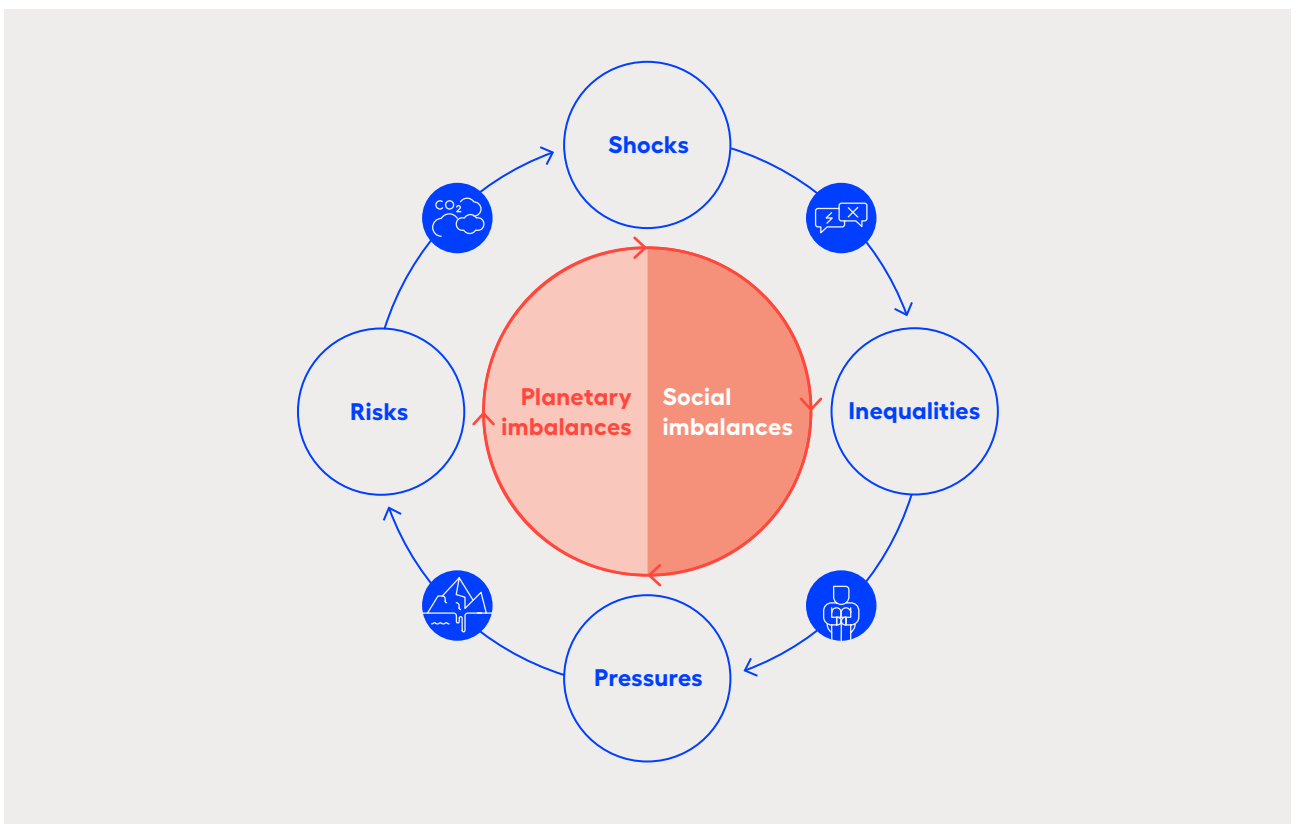 Shocks
CO2
Planetary
imbalances
Social
imbalances
Risks
Inequalities
Pressures